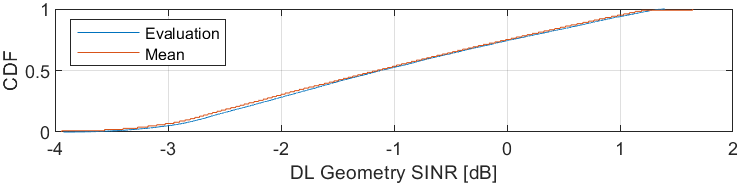 1
Evaluation
Mean
CDF
0.5
0
-4 -3 -2 -1 0 1 2
DL Geometry SINR [dB]